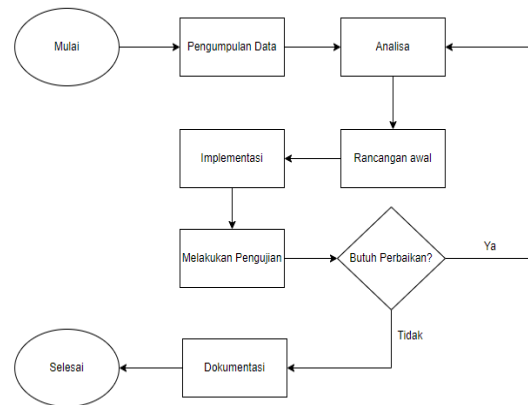 Mulai
Pengumpulan Data
Analisa
Rancangan awal
Implementasi
Melakukan Pengujian
Butuh Perbaikan?
Ya
Tidak
Dokumentasi
Selesai